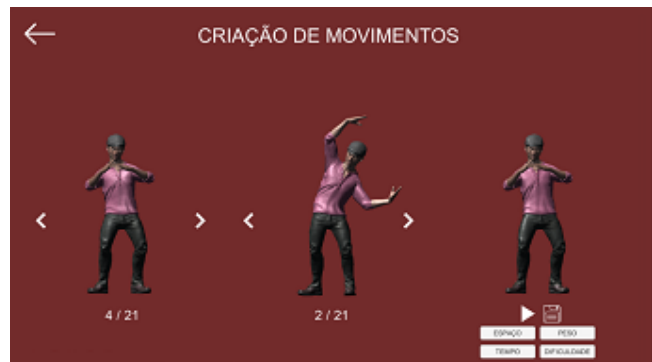 CRIAÇÃO DE MOVIMENTOS
4 / 21
2 / 21
ESPAÇO PESO
TEMPO DIFICULDADE